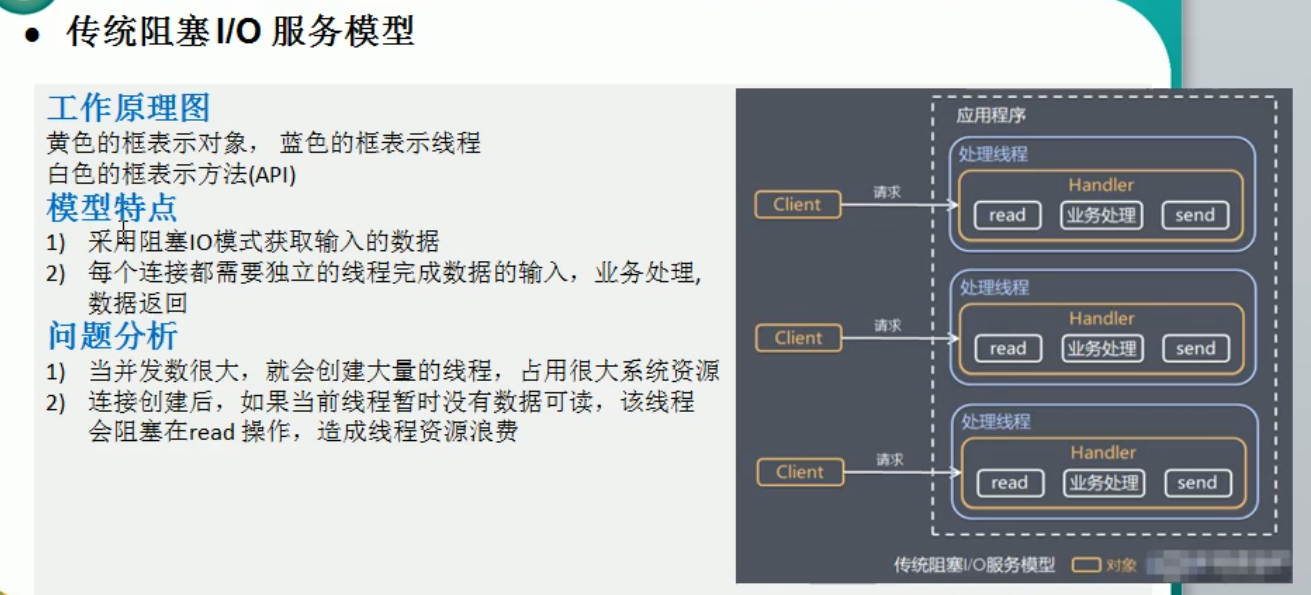 ● 传统阻塞 I/O 服务模型
工作原理图
黄色的框表示对象， 蓝色的框表示线程
白色的框表示方法(API)
模型特点
1) 采用阻塞IO模式获取输入的数据
2) 每个连接都需要独立的线程完成数据的输入，业务处理,
数据返回
问题分析
1) 当并发数很大，就会创建大量的线程，占用很大系统资源
2) 连接创建后，如果当前线程暂时没有数据可读，该线程
会阻塞在read 操作，造成线程资源浪费
应用程序
处理线程
Handler
Client 请求 read 业务处理 send
处理线程
Handler
Client 请求 read 业务处理 send
处理线程
Handler
Client 请求 read 业务处理 send
传统阻塞I/O服务模型 对象